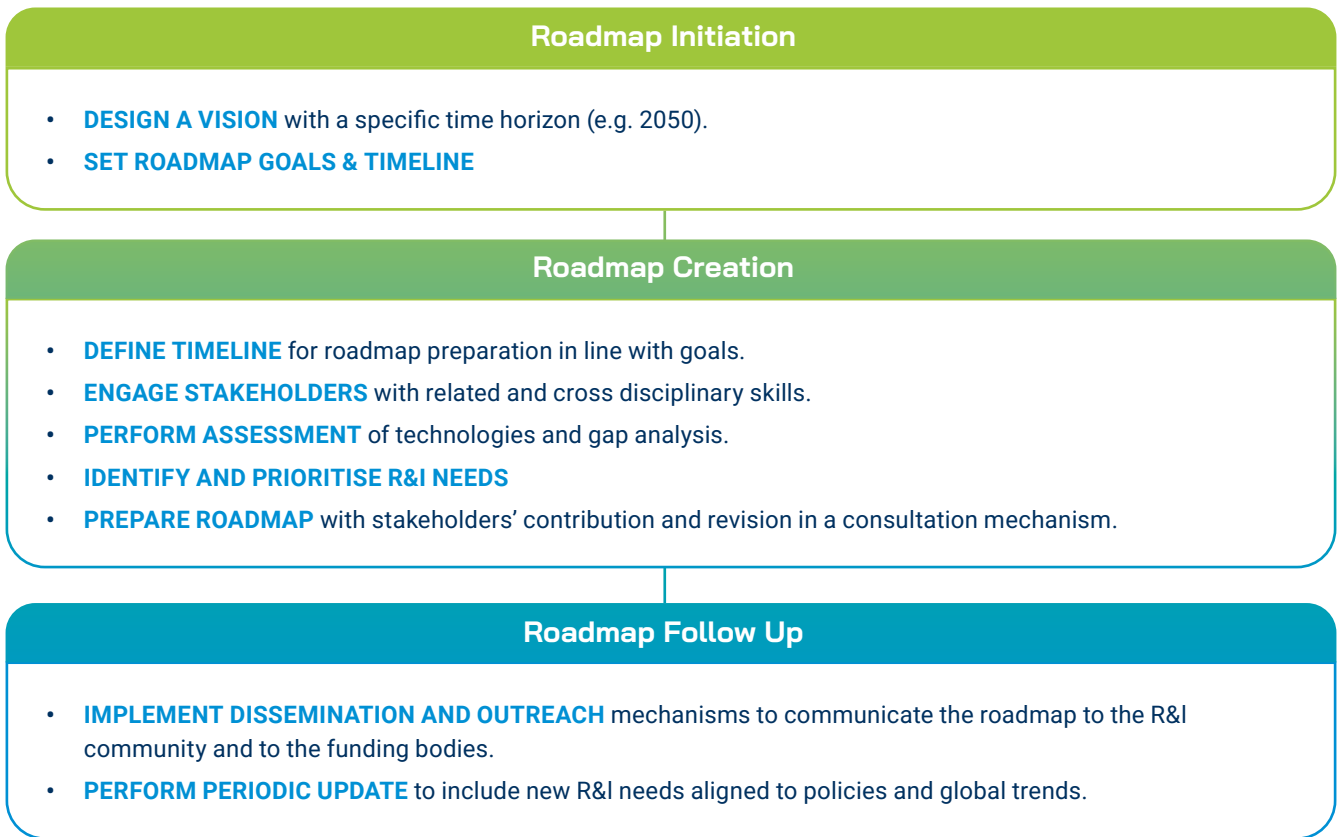 Roadmap Initiation
• DESIGN A VISION with a specific time horizon (e.g. 2050).
• SET ROADMAP GOALS & TIMELINE
Roadmap Creation
• DEFINE TIMELINE for roadmap preparation in line with goals.
• ENGAGE STAKEHOLDERS with related and cross disciplinary skills.
• PERFORM ASSESSMENT of technologies and gap analysis.
• IDENTIFY AND PRIORITISE R&I NEEDS
• PREPARE ROADMAP with stakeholders’ contribution and revision in a consultation mechanism.
Roadmap Follow Up
• IMPLEMENT DISSEMINATION AND OUTREACH mechanisms to communicate the roadmap to the R&I
community and to the funding bodies.
• PERFORM PERIODIC UPDATE to include new R&I needs aligned to policies and global trends.